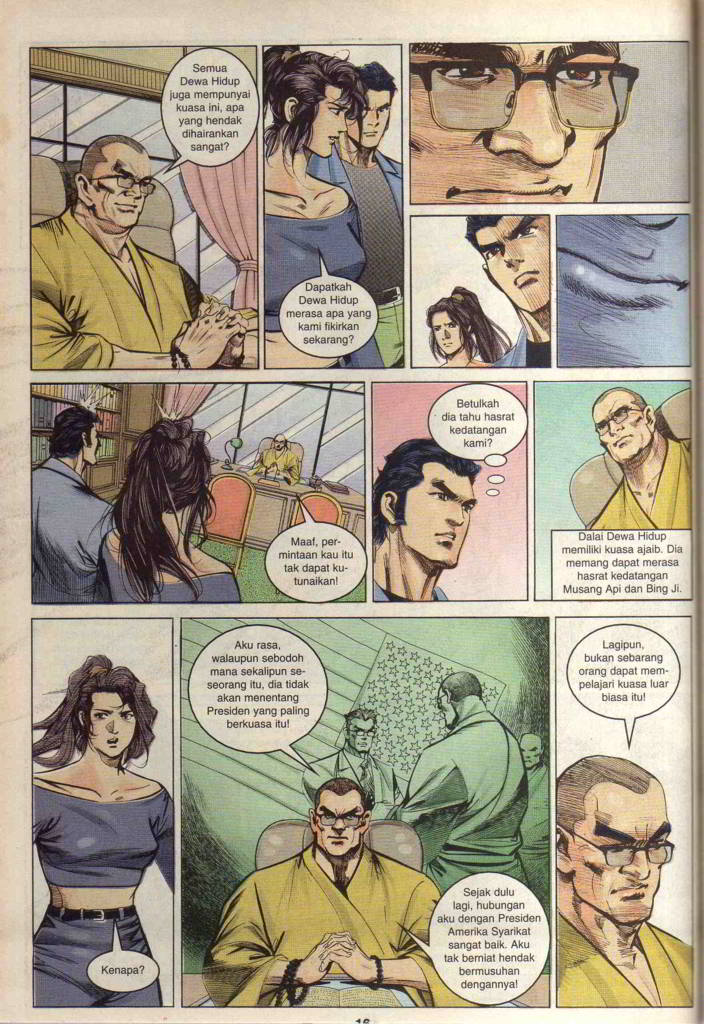 Semua
Dewa Hidup
juga mempunyai
kuasa ini, apa
yang hendak
dihairankan
sangat?
Dapatkah
Dewa Hidup
merasa apa yang
kami fikirkan
sekarang?
Maaf, per-
mintaan kau itu
tak dapat ku-
tunaikan!
Betulkah
dia tahu hasrat
kedatangan
kami?
Dalai Dewa Hidup
memiliki kuasa ajaib. Dia
memang dapat merasa
hasrat kedatangan
Musang Api dan Bing Ji.
Kenapa?
Aku rasa,
walaupun sebodoh
mana sekalipun se-
seorang itu, dia tidak
akan menentang
Presiden yang paling
berkuasa itu!
Sejak dulu
lagi, hubungan
aku dengan Presiden
Amerika Syarikat
sangat baik. Aku
tak berniat hendak
bermusuhan
dengannya!
Lagipun,
bukan sebarang
orang dapat mem-
pelajari kuasa luar
biasa itu!